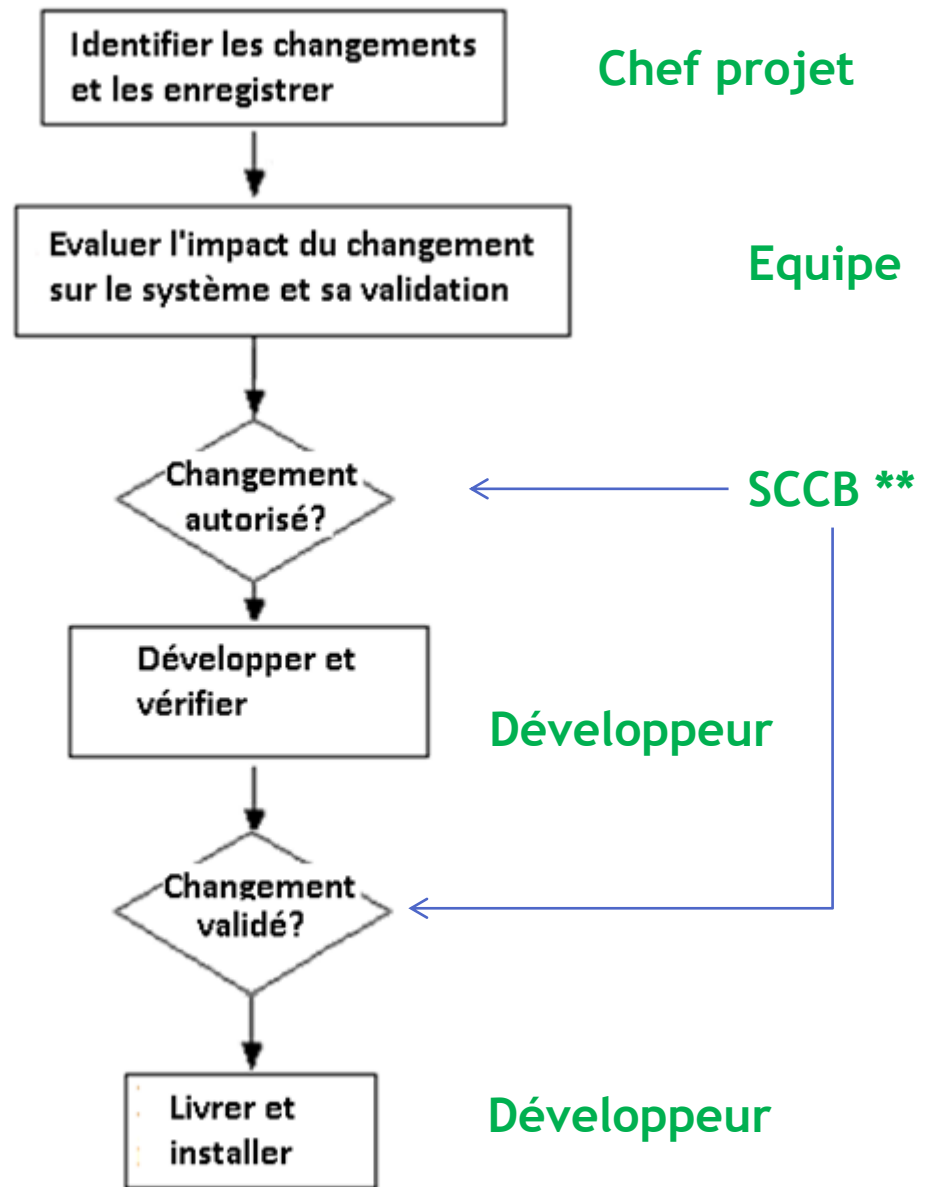 Identifier les changements
et les enregistrer
Chef projet
Evaluer l'impact du changement
sur le système et sa validation
Equipe
Changement
autorisé?
SCCB **
Développer et
vérifier
Développeur
Changement
validé?
Livrer et
installer
Développeur